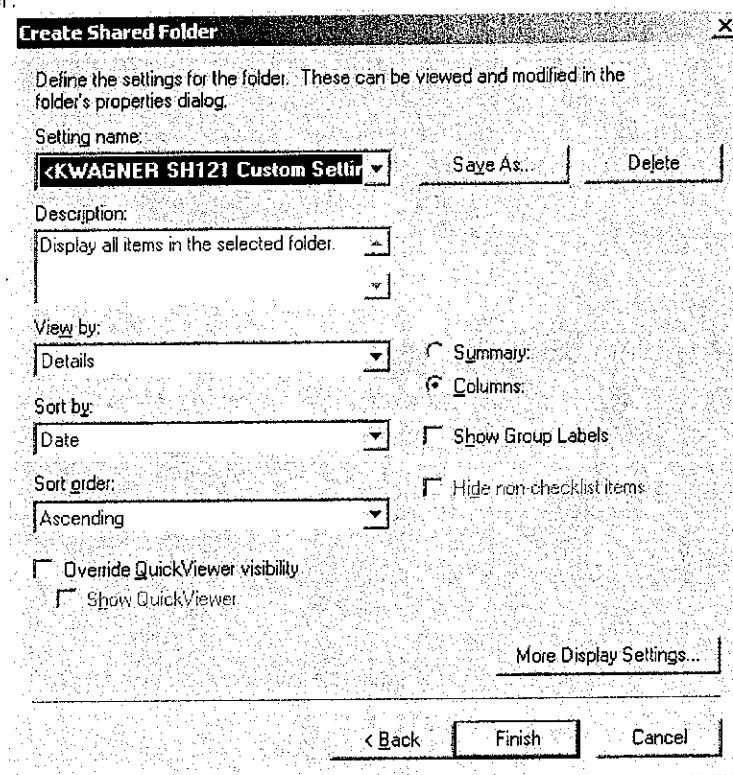 Create Shared Folder
Define the settings for the folder. These can be viewed and modified in the
folder's properties dialog.
Setting name:
<KWAGNER SH121 Custom Settin
Save As...
Delete
Description:
Display all items in the selected folder.
View by:
Details
Summary:
Columns:
Sort by:
Date
Show Group Labels
Sort order:
Hide non-checklist items
Ascending
Override QuickViewer visibility
Show QuickViewer
More Display Settings...
< Back
Finish
Cancel